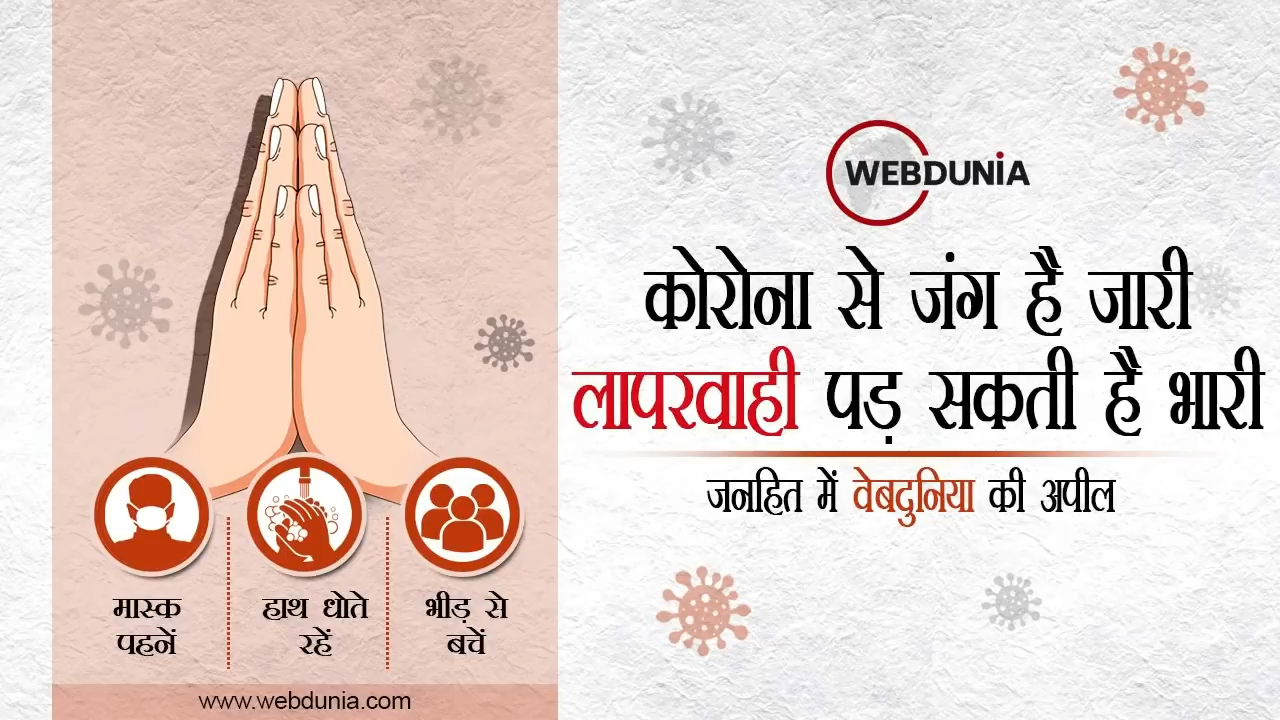 WEBDUNIA
कोरोना से जंग है जारी
लापरवाही पड़ सकती है भारी
जनहित में वेबदुनिया की अपील
मास्क
पहनें
हाथ धोते
रहें
भीड़ से
बचें
www.webdunia.com